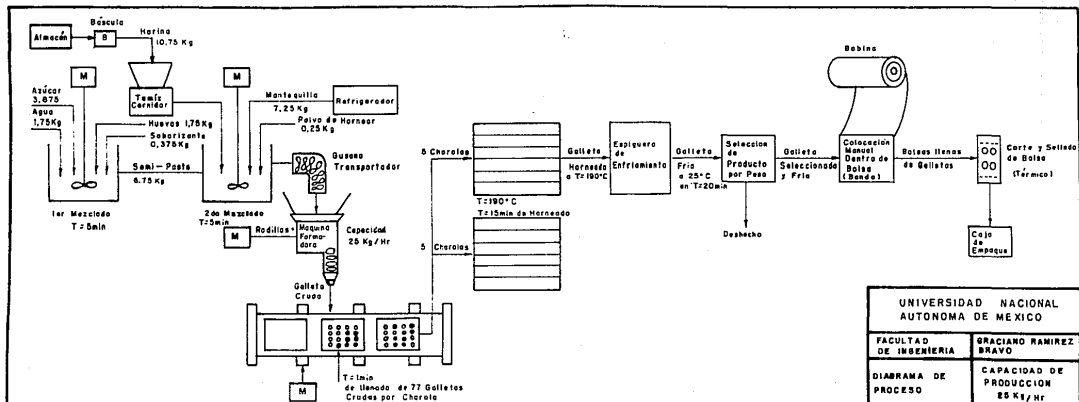 Almacén
Báscula
B
Harina
10,75 Kg
Tamíz
Cernidor
M
Azúcar
3,875
Agua
1,75 Kg
Huevos 1,75 Kg
Saborizante
0,375 Kg
Semi-Pasta
6.75 Kg
1er Mezclado
T = 5min
M
Mantequilla
7,25 Kg
Refrigerador
Polvo de Hornear
0,25 Kg
2do Mezclado
T=5min
Gusano
Transportador
M
Rodillos
Maquina
Formadora
Capacidad
25 Kg/Hr
Galleta
Cruda
M
T=1min
de llenado de 77 Galletas
Crudas por Charola
5 Charolas
5
Charolas
T=190°C
T=15min de Horneado
Galleta
Horneada
a T=190°C
Espiguero
de
Enfriamiento
Galleta
Fria
a 25°C
en T=20min
Seleccion
de
Producto
por Peso
Deshecho
Galleta
Seleccionada
y Fría
Bobina
Colocación
Manual
Dentro de
Bolsa
(Banda)
Bolsas llenas
de Galletas
Corte y Sellado
de Bolsa
(Térmico)
Caja
de
Empaque
UNIVERSIDAD NACIONAL
AUTONOMA DE MEXICO
FACULTAD
DE INGENIERIA
GRACIANO RAMIREZ
BRAVO
DIAGRAMA DE
PROCESO
CAPACIDAD DE
PRODUCCION
25 Kg/Hr